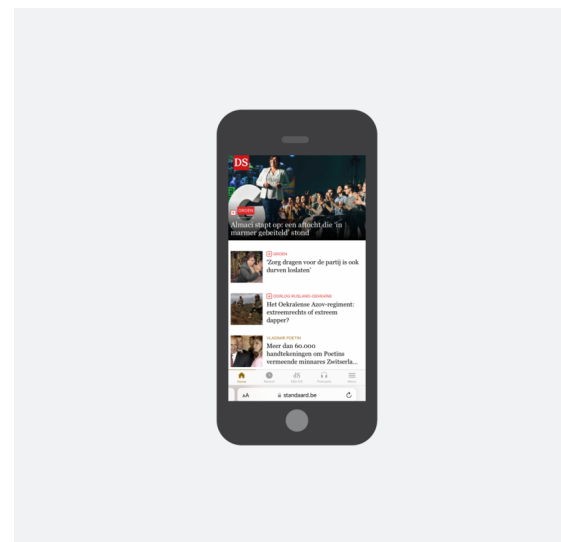 DS
GROEN
Almaci stapt op: een aftocht die 'in
marmer gebeiteld' stond
GROEN
'Zorg dragen voor de partij is ook
durven loslaten'
OORLOG RUSLAND-OEKRAÏNE
Het Oekraïense Azov-regiment:
extreemrechts of extreem
dapper?
VLADIMIR POETIN
Meer dan 60.000
handtekeningen om Poetins
vermeende minnares Zwitserla...
Home
Podcasts
Menu
AA standaard.be